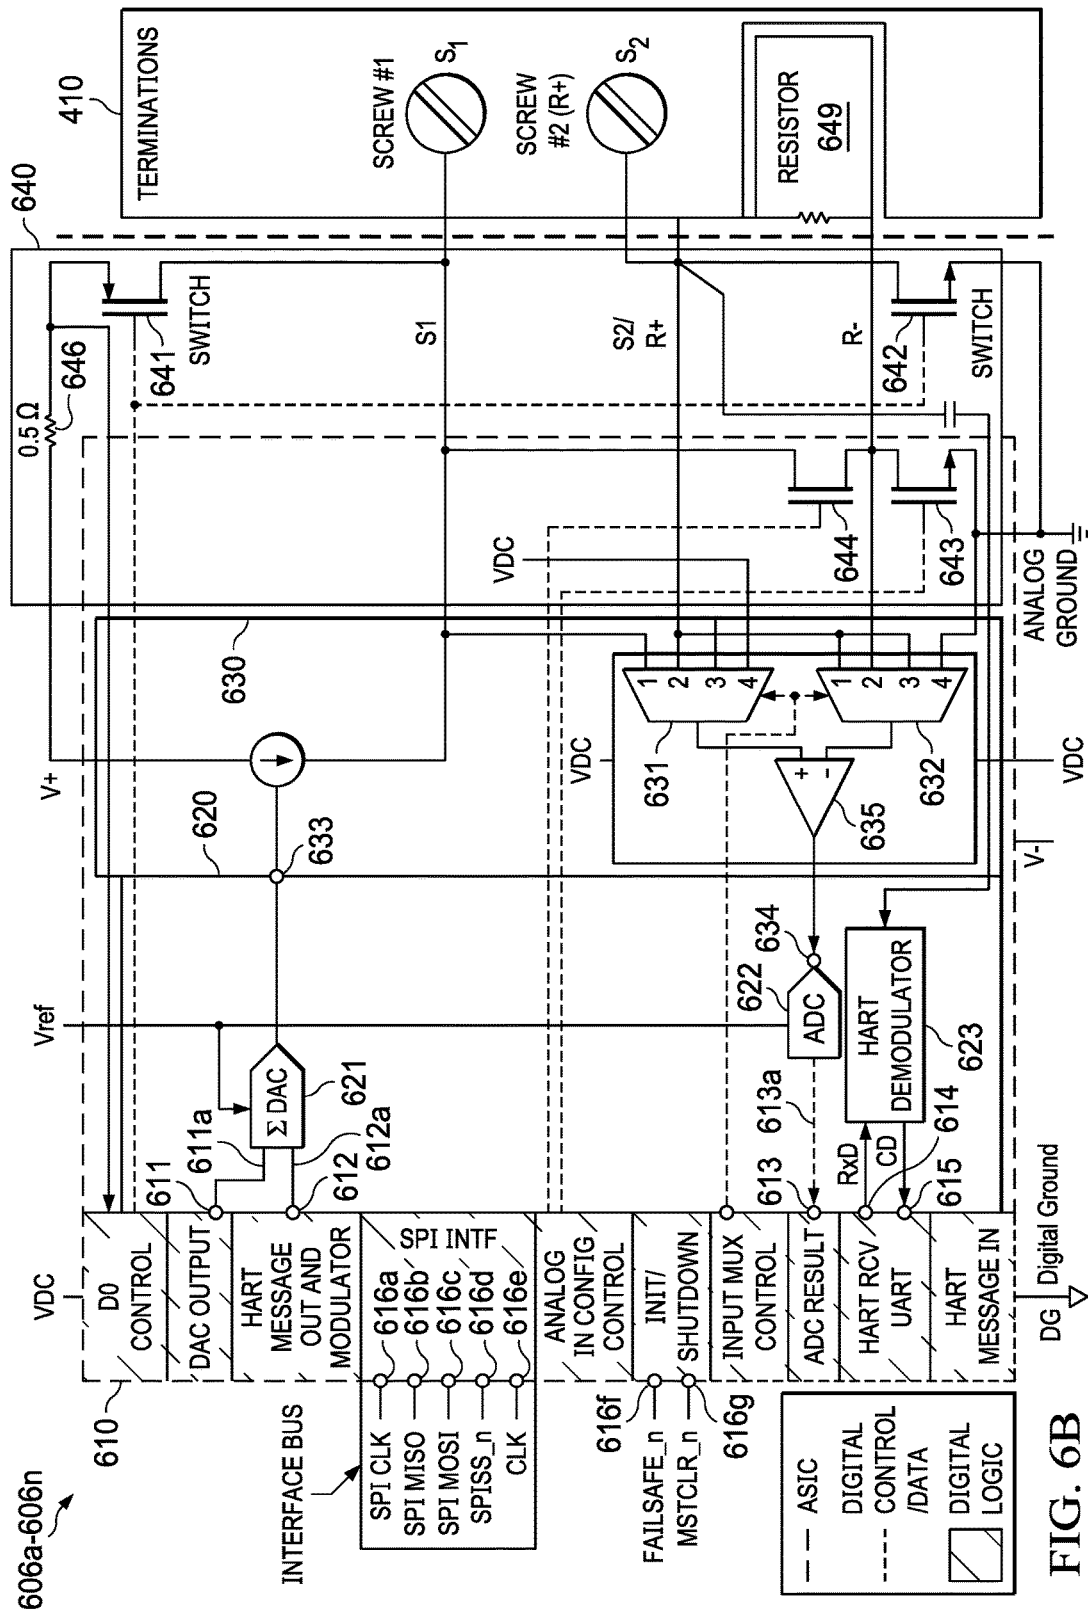 606a-606n
610
VDC
D0
CONTROL
DAC OUTPUT
HART
MESSAGE
OUT AND
MODULATOR
SPI INTF
616a
616b
616c
616d
616e
ANALOG
IN CONFIG
CONTROL
INIT/
SHUTDOWN
INPUT MUX
CONTROL
ADC RESULT
HART RCV
UART
HART
MESSAGE IN
DG
Digital Ground
INTERFACE BUS
SPI CLK
SPI MISO
SPI MOSI
SPISS_n
CLK
FAILSAFE_n
MSTCLR_n
616f
616g
ASIC
DIGITAL
CONTROL
/DATA
DIGITAL
LOGIC
611
611a
612
612a
Σ DAC
621
Vref
613
613a
ADC
622
634
RxD
CD
614
615
HART
DEMODULATOR
623
620
633
630
V+
V-
VDC
VDC
631
632
635
+
-
1
2
3
4
1
2
3
4
VDC
0.5 Ω
646
640
641
SWITCH
S1
S2/
R+
R-
644
643
642
SWITCH
ANALOG
GROUND
410
TERMINATIONS
SCREW #1
S1
SCREW
#2 (R+)
S2
RESISTOR
649
FIG. 6B